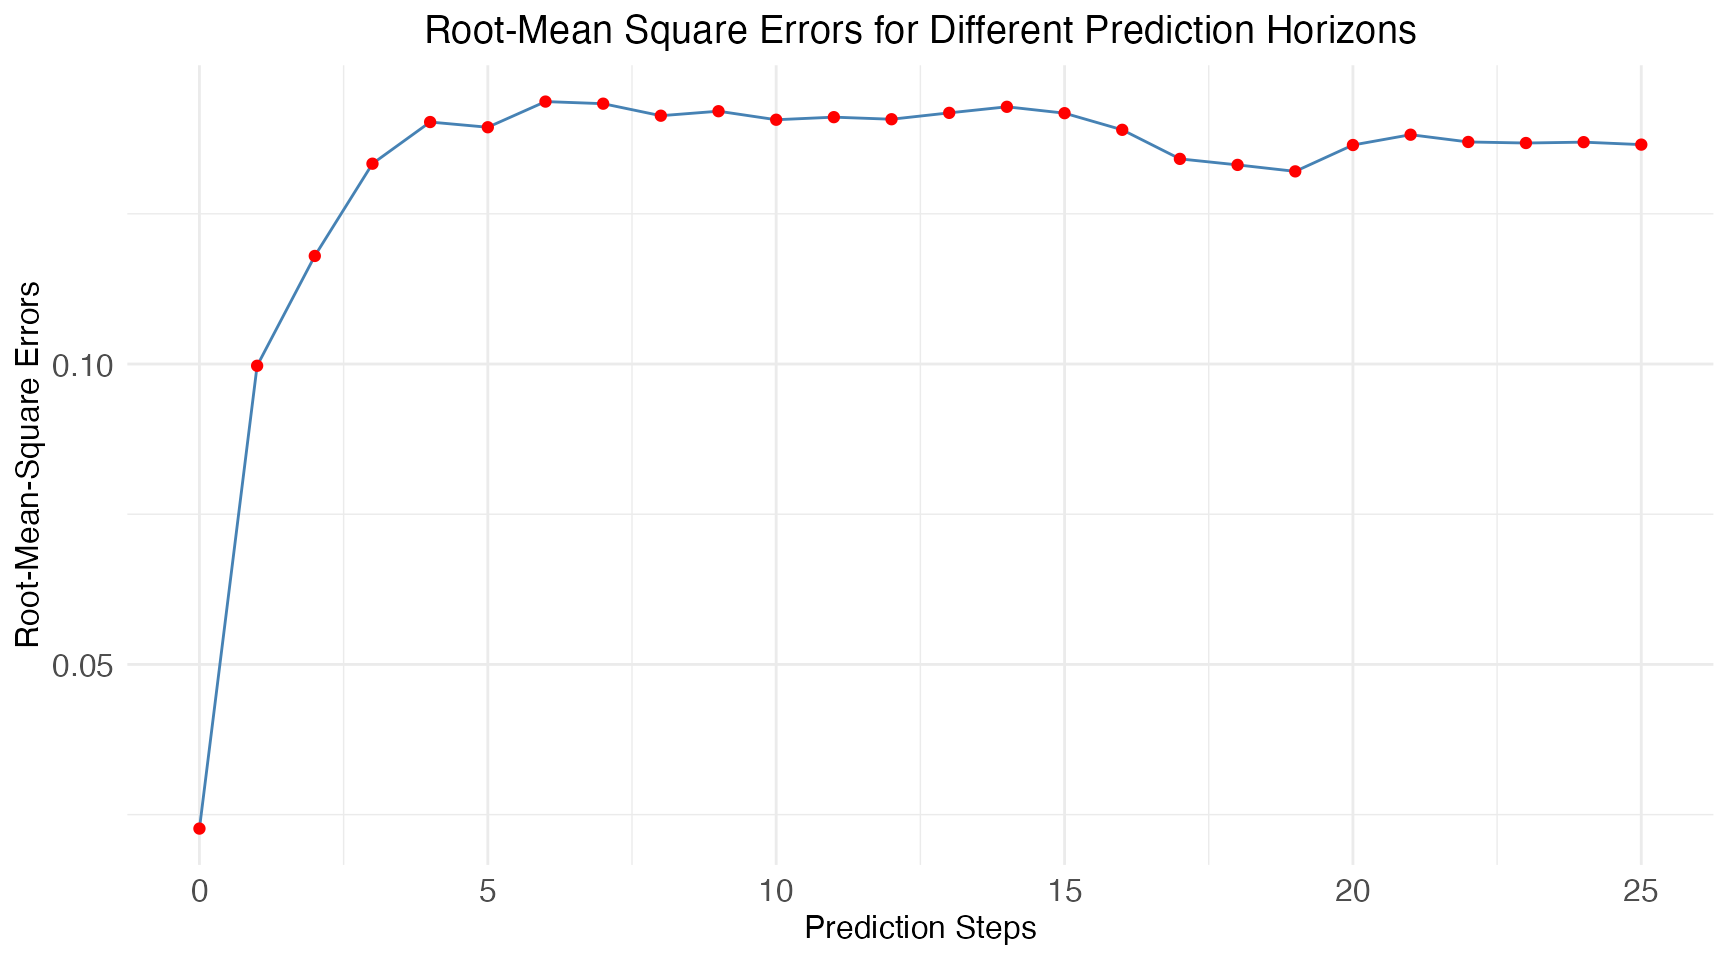 Root-Mean Square Errors for Different Prediction Horizons
Root-Mean-Square Errors
0.10
0.05
0 5 10 15 20 25
Prediction Steps